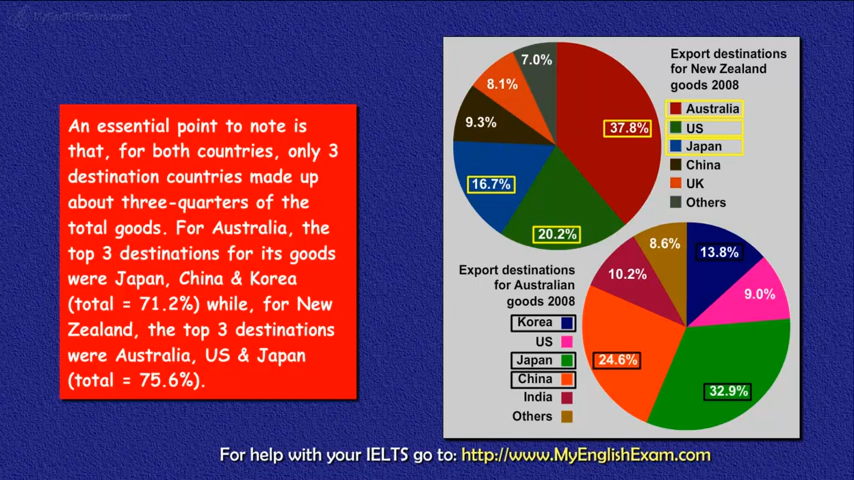 MyEnglishExam.com
An essential point to note is
that, for both countries, only 3
destination countries made up
about three-quarters of the
total goods. For Australia, the
top 3 destinations for its goods
were Japan, China & Korea
(total = 71.2%) while, for New
Zealand, the top 3 destinations
were Australia, US & Japan
(total = 75.6%).
Export destinations
for New Zealand
goods 2008
Australia
US
Japan
China
UK
Others
7.0%
8.1%
9.3%
37.8%
16.7%
20.2%
Export destinations
for Australian
goods 2008
Korea
US
Japan
China
India
Others
8.6%
13.8%
10.2%
9.0%
24.6%
32.9%
For help with your IELTS go to: http://www.MyEnglishExam.com